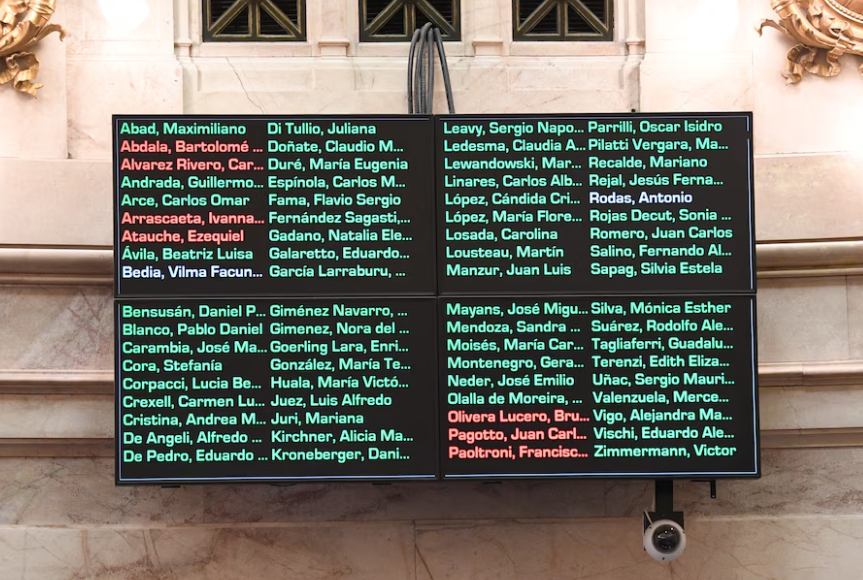 Abad, Maximiliano
Abdala, Bartolomé ...
Alvarez Rivero, Car...
Andrada, Guillermo...
Arce, Carlos Omar
Arrascaeta, Ivanna...
Atauche, Ezequiel
Ávila, Beatriz Luisa
Bedia, Vilma Facun...
Di Tullio, Juliana
Doñate, Claudio M...
Duré, María Eugenia
Espínola, Carlos M...
Fama, Flavio Sergio
Fernández Sagasti,...
Gadano, Natalia Ele...
Galaretto, Eduardo...
García Larraburu, ...
Leavy, Sergio Napo...
Ledesma, Claudia A...
Lewandowski, Mar...
Linares, Carlos Alb...
López, Cándida Cri...
López, María Flore...
Losada, Carolina
Lousteau, Martín
Manzur, Juan Luis
Parrilli, Oscar Isidro
Pilatti Vergara, Ma...
Recalde, Mariano
Rejal, Jesús Ferna...
Rodas, Antonio
Rojas Decut, Sonia ...
Romero, Juan Carlos
Salino, Fernando Al...
Sapag, Silvia Estela
Bensusán, Daniel P...
Blanco, Pablo Daniel
Carambia, José Ma...
Cora, Stefanía
Corpacci, Lucia Be...
Crexell, Carmen Lu...
Cristina, Andrea M...
De Angeli, Alfredo ...
De Pedro, Eduardo ...
Giménez Navarro, ...
Gimenez, Nora del ...
Goerling Lara, Enri...
González, María Te...
Huala, María Victó...
Juez, Luis Alfredo
Juri, Mariana
Kirchner, Alicia Ma...
Kroneberger, Dani...
Mayans, José Migu...
Mendoza, Sandra ...
Moisés, María Car...
Montenegro, Gera...
Neder, José Emilio
Olalla de Moreira, ...
Olivera Lucero, Bru...
Pagotto, Juan Carl...
Paoltroni, Francisc...
Silva, Mónica Esther
Suárez, Rodolfo Ale...
Tagliaferri, Guadalu...
Terenzi, Edith Eliza...
Uñac, Sergio Mauri...
Valenzuela, Merce...
Vigo, Alejandra Ma...
Vischi, Eduardo Ale...
Zimmermann, Victor